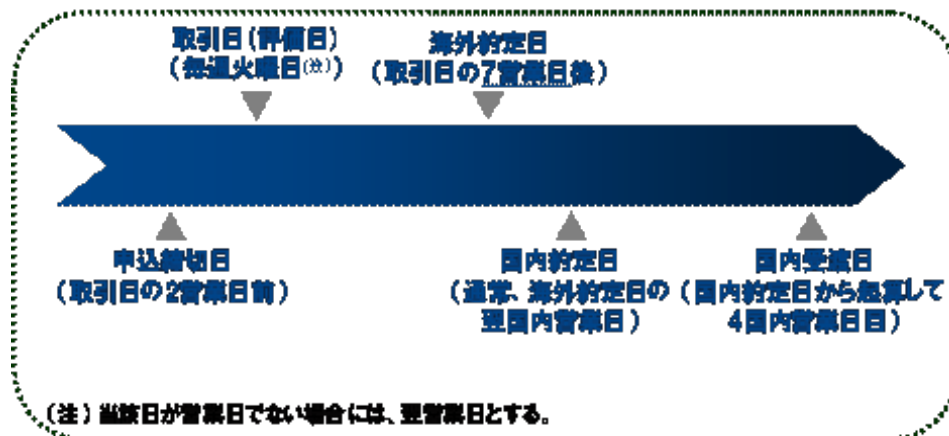 取引日(評価日)
(毎週火曜日(注))
海外約定日
(取引日の7営業日後)
申込締切日
(取引日の2営業日前)
国内約定日
(通常、海外約定日の
翌国内営業日)
国内受渡日
(国内約定日から起算して
4国内営業日目)
(注)当該日が営業日でない場合には、翌営業日とする。